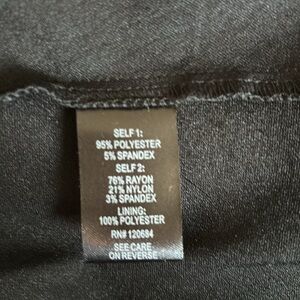 SELF 1:
95% POLYESTER
5% SPANDEX
SELF 2:
76% RAYON
21% NYLON
3% SPANDEX
LINING:
100% POLYESTER
RN# 120684
SEE CARE
ON REVERSE